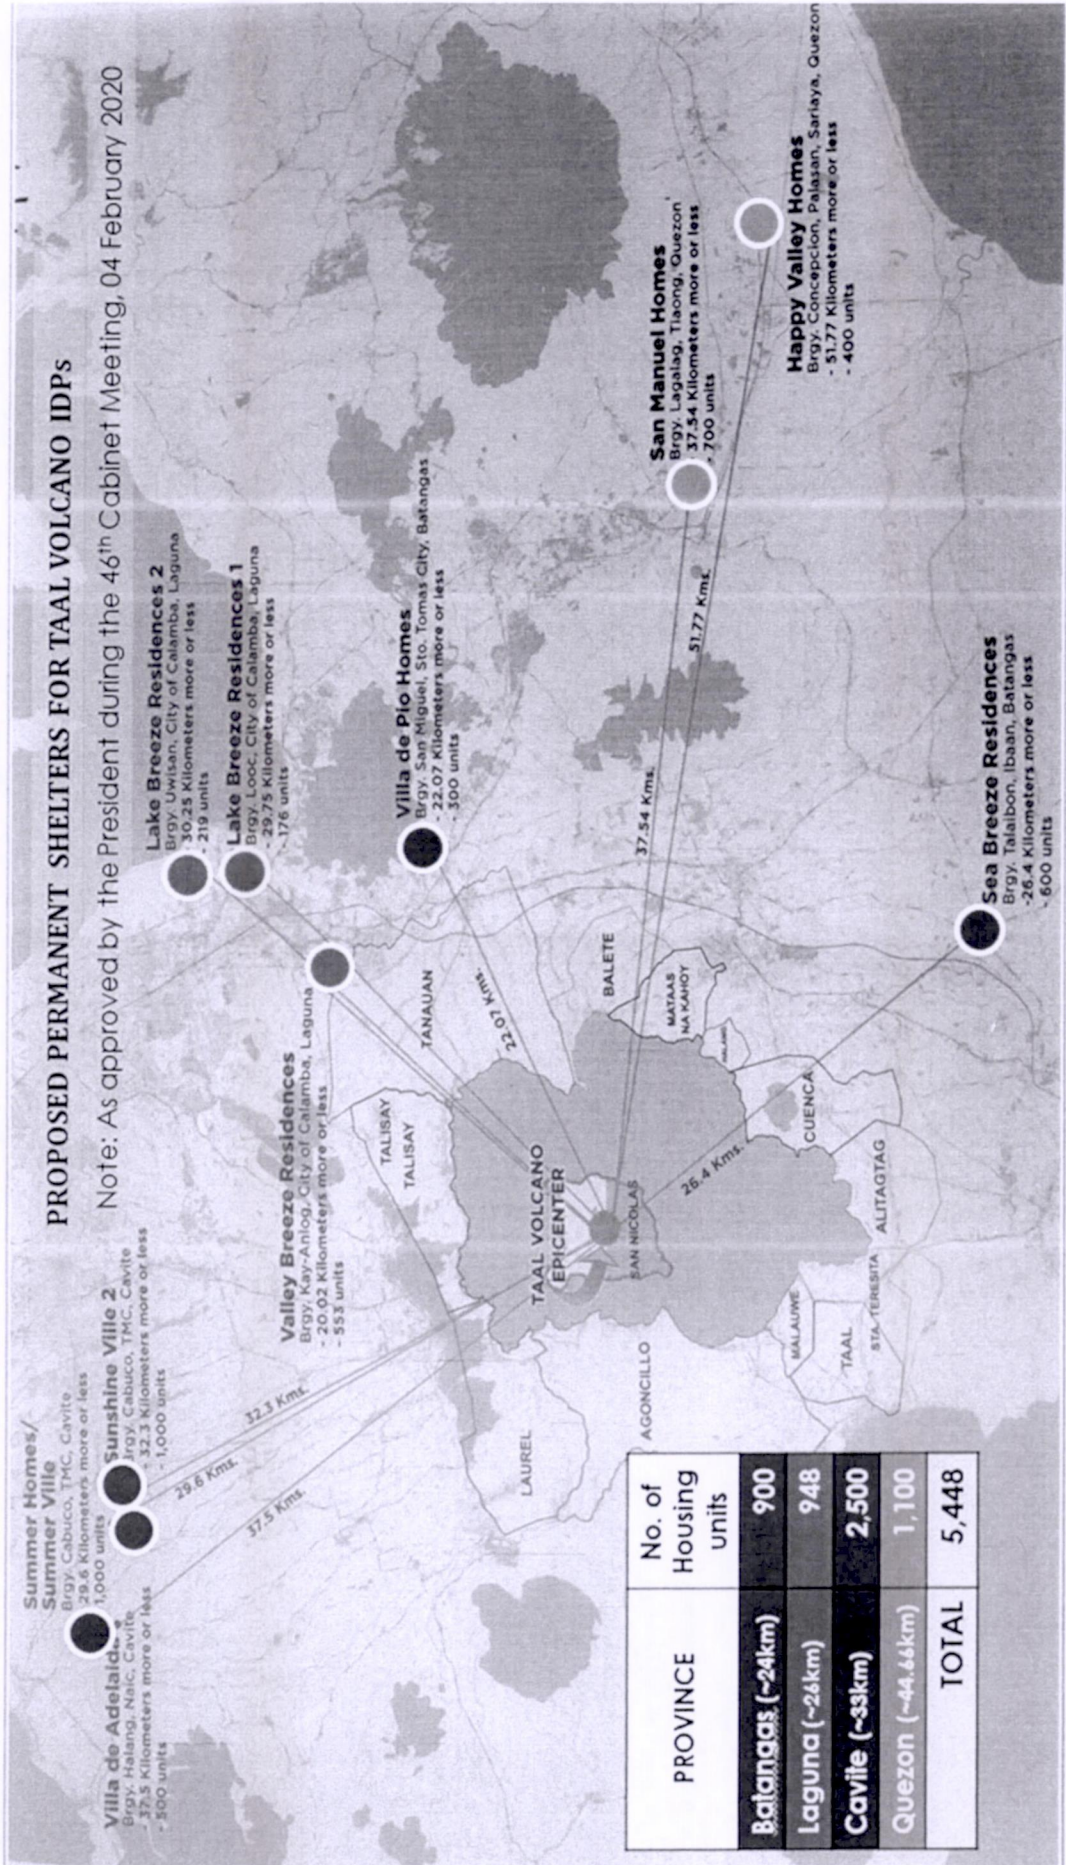 PROPOSED PERMANENT SHELTERS FOR TAAL VOLCANO IDPs
Note: As approved by the President during the 46th Cabinet Meeting, 04 February 2020
Summer Homes/
Summer Ville
Brgy. Cabuco, TMC, Cavite
29.6 Kilometers more or less
1,000 units
Sunshine Ville 2
Brgy. Cabuco, TMC, Cavite
- 32.3 Kilometers more or less
- 1,000 units
Villa de Adelaide
Brgy. Halang, Naic, Cavite
- 37.5 Kilometers more or less
- 500 units
Lake Breeze Residences 2
Brgy. Uwisan, City of Calamba, Laguna
- 30.25 Kilometers more or less
- 219 units
Lake Breeze Residences 1
Brgy. Looc, City of Calamba, Laguna
- 29.75 Kilometers more or less
- 176 units
Valley Breeze Residences
Brgy. Kay-Anlog, City of Calamba, Laguna
- 20.02 Kilometers more or less
- 553 units
Villa de Pio Homes
Brgy. San Miguel, Sto. Tomas City, Batangas
- 22.07 Kilometers more or less
- 300 units
San Manuel Homes
Brgy. Lagalag, Tiaong, Quezon
37.54 Kilometers more or less
- 700 units
Happy Valley Homes
Brgy. Concepcion, Palasan, Sariaya, Quezon
- 51.77 Kilometers more or less
- 400 units
Sea Breeze Residences
Brgy. Talaibon, Ibaan, Batangas
-26.4 Kilometers more or less
- 600 units
32.3 Kms.
29.6 Kms.
37.5 Kms.
22.07 Kms.
37.54 Kms.
51.77 Kms.
26.4 Kms.
TALISAY
TALISAY
TANAUAN
BALETE
MATAAS
NA KAHOY
TAAL VOLCANO
EPICENTER
SAN NICOLAS
CUENCA
ALITAGTAG
STA. TERESITA
MALAUWE
TAAL
AGONCILLO
LAUREL
PROVINCE No. of Housing units
Batangas (~24km) 900
Laguna (~26km) 948
Cavite (~33km) 2,500
Quezon (~44.66km) 1,100
TOTAL 5,448